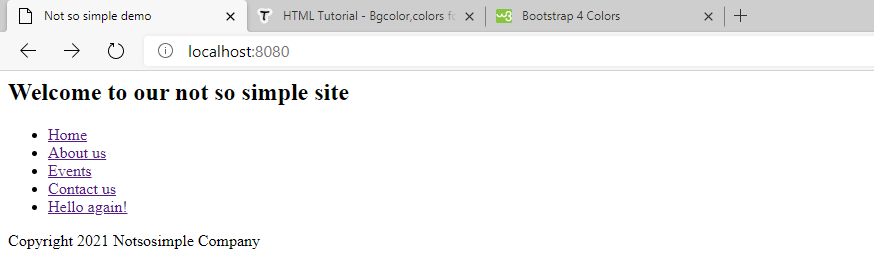 Not so simple demo
HTML Tutorial - Bgcolor,colors
Bootstrap 4 Colors
localhost:8080
Welcome to our not so simple site
Home
About us
Events
Contact us
Hello again!
Copyright 2021 Notsosimple Company